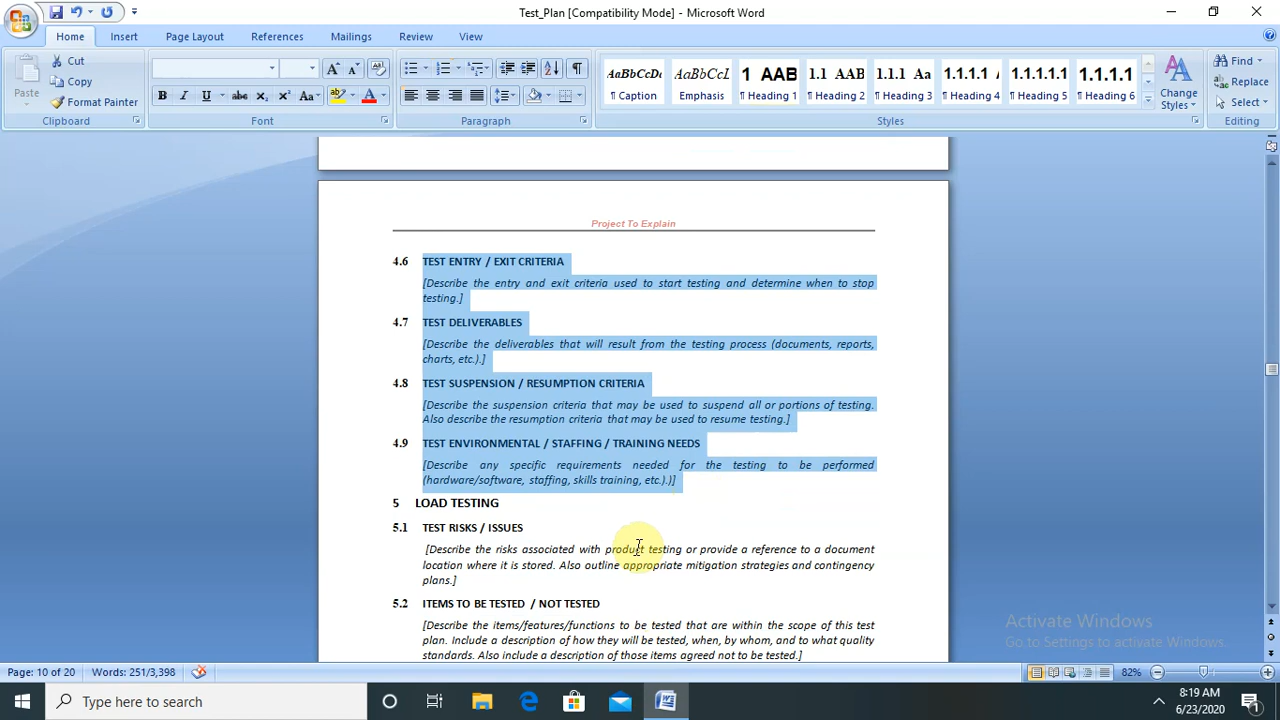 Test_Plan [Compatibility Mode] - Microsoft Word
Home Insert Page Layout References Mailings Review View
Paste
Cut
Copy
Format Painter
Clipboard
B I U abc X₂ X² Aa
Font
Paragraph
AaBbCcDı AaBbCcL 1 AAB 1.1 AAB 1.1.1 Aa 1.1.1.1 A 1.1.1.1.1 1.1.1.1
¶ Caption Emphasis ¶ Heading 1 ¶ Heading 2 ¶ Heading 3 ¶ Heading 4 ¶ Heading 5 ¶ Heading 6
Change Styles
Styles
Find
Replace
Select
Editing
Project To Explain
4.6 TEST ENTRY / EXIT CRITERIA
[Describe the entry and exit criteria used to start testing and determine when to stop
testing.]
4.7 TEST DELIVERABLES
[Describe the deliverables that will result from the testing process (documents, reports,
charts, etc.).]
4.8 TEST SUSPENSION / RESUMPTION CRITERIA
[Describe the suspension criteria that may be used to suspend all or portions of testing.
Also describe the resumption criteria that may be used to resume testing.]
4.9 TEST ENVIRONMENTAL / STAFFING / TRAINING NEEDS
[Describe any specific requirements needed for the testing to be performed
(hardware/software, staffing, skills training, etc.).)]
5 LOAD TESTING
5.1 TEST RISKS / ISSUES
[Describe the risks associated with product testing or provide a reference to a document
location where it is stored. Also outline appropriate mitigation strategies and contingency
plans.]
5.2 ITEMS TO BE TESTED / NOT TESTED
[Describe the items/features/functions to be tested that are within the scope of this test
plan. Include a description of how they will be tested, when, by whom, and to what quality
standards. Also include a description of those items agreed not to be tested.]
Activate Windows
Go to Settings to activate Windows.
Page: 10 of 20 Words: 251/3,398 82%
Type here to search
8:19 AM
6/23/2020